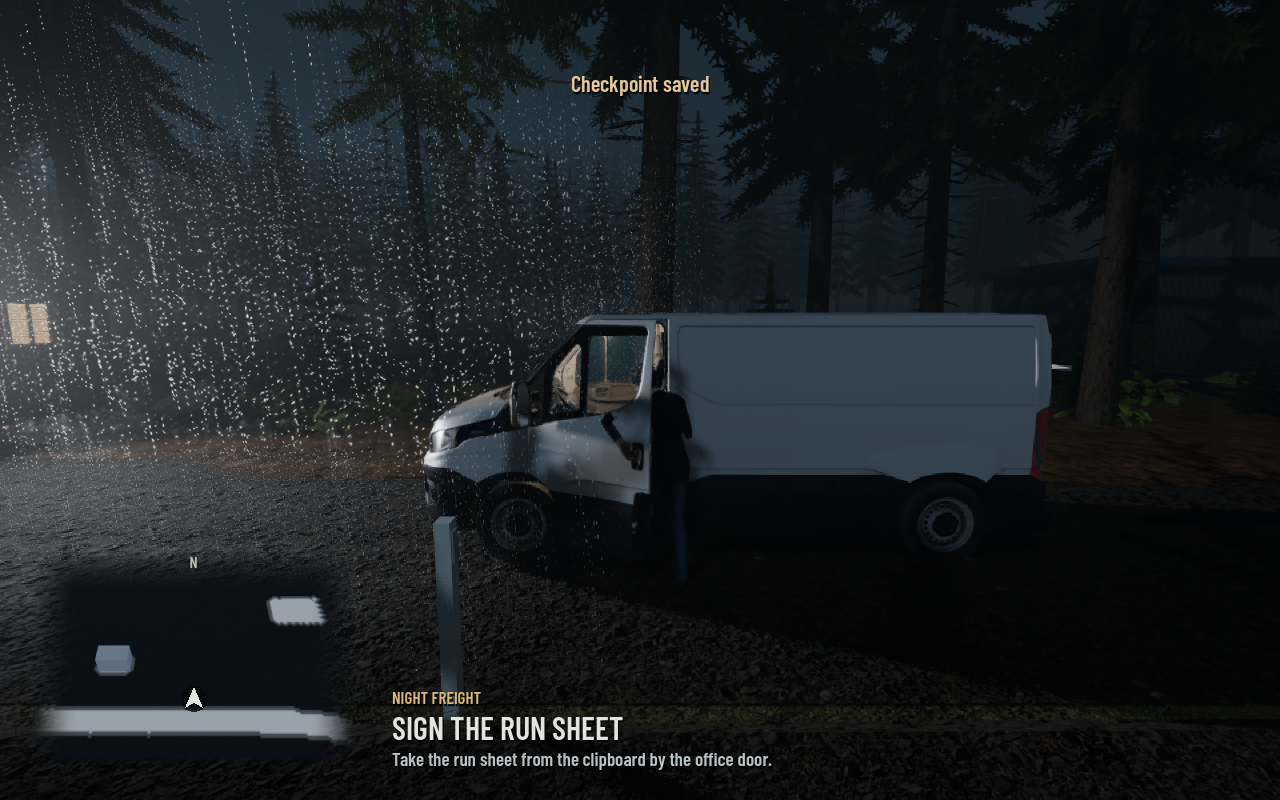 Checkpoint saved
N
NIGHT FREIGHT
SIGN THE RUN SHEET
Take the run sheet from the clipboard by the office door.